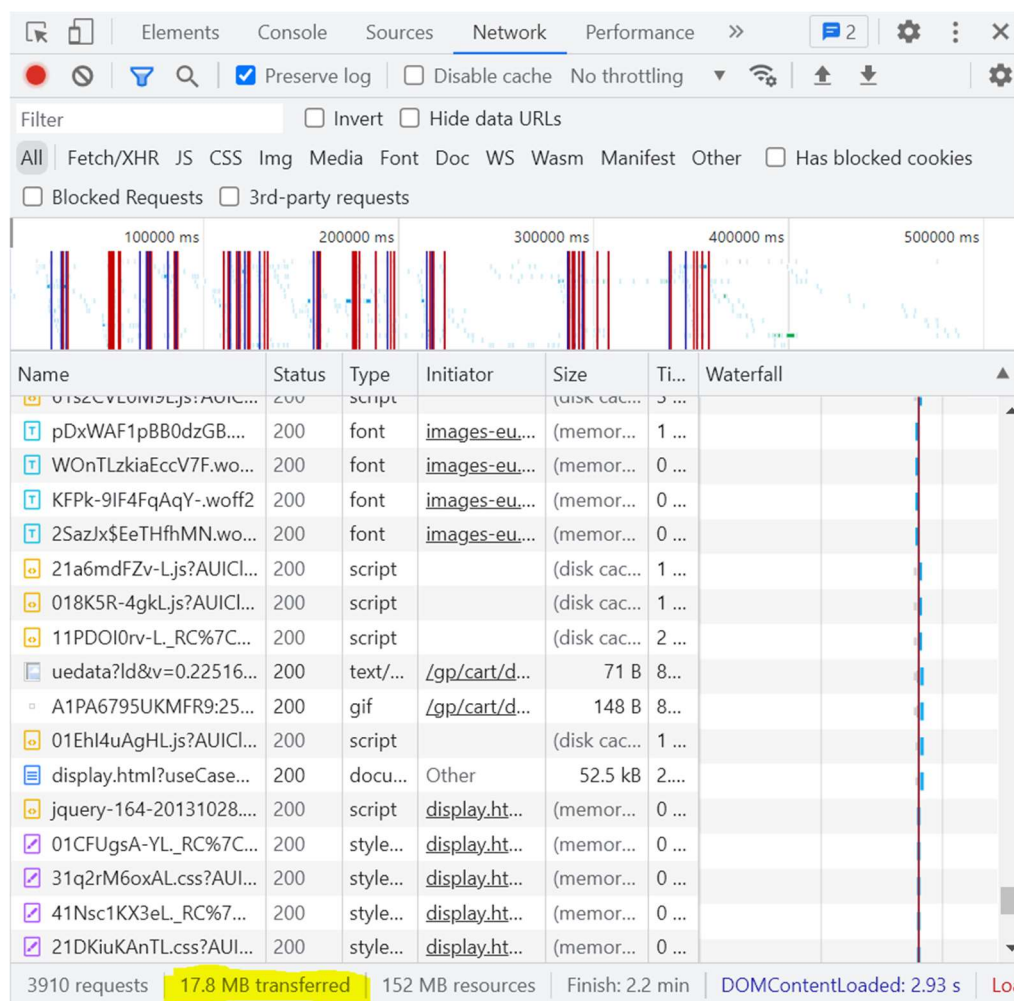 Elements Console Sources Network Performance » 2
Preserve log Disable cache No throttling
Filter Invert Hide data URLs
All Fetch/XHR JS CSS Img Media Font Doc WS Wasm Manifest Other Has blocked cookies
Blocked Requests 3rd-party requests
100000 ms 200000 ms 300000 ms 400000 ms 500000 ms
Name Status Type Initiator Size Ti... Waterfall
200 script (disk cac...
pDxWAF1pBB0dzGB.... 200 font images-eu.... (memor... 1 ...
WOnTLzkiaEccV7F.wo... 200 font images-eu.... (memor... 0 ...
KFPk-9IF4FqAqY-.woff2 200 font images-eu.... (memor... 0 ...
2SazJx$EeTHfhMN.wo... 200 font images-eu.... (memor... 0 ...
21a6mdFZv-L.js?AUICl... 200 script (disk cac... 1 ...
018K5R-4gkL.js?AUICl... 200 script (disk cac... 1 ...
11PDOI0rv-L._RC%7C... 200 script (disk cac... 2 ...
uedata?ld&v=0.22516... 200 text/... /gp/cart/d... 71 B 8...
A1PA6795UKMFR9:25... 200 gif /gp/cart/d... 148 B 8...
01EhI4uAgHL.js?AUICl... 200 script (disk cac... 1 ...
display.html?useCase... 200 docu... Other 52.5 kB 2....
jquery-164-20131028.... 200 script display.ht... (memor... 0 ...
01CFUgsA-YL._RC%7C... 200 style... display.ht... (memor... 0 ...
31q2rM6oxAL.css?AUI... 200 style... display.ht... (memor... 0 ...
41Nsc1KX3eL._RC%7... 200 style... display.ht... (memor... 0 ...
21DKiuKAnTL.css?AUI... 200 style... display.ht... (memor... 0 ...
3910 requests 17.8 MB transferred 152 MB resources Finish: 2.2 min DOMContentLoaded: 2.93 s